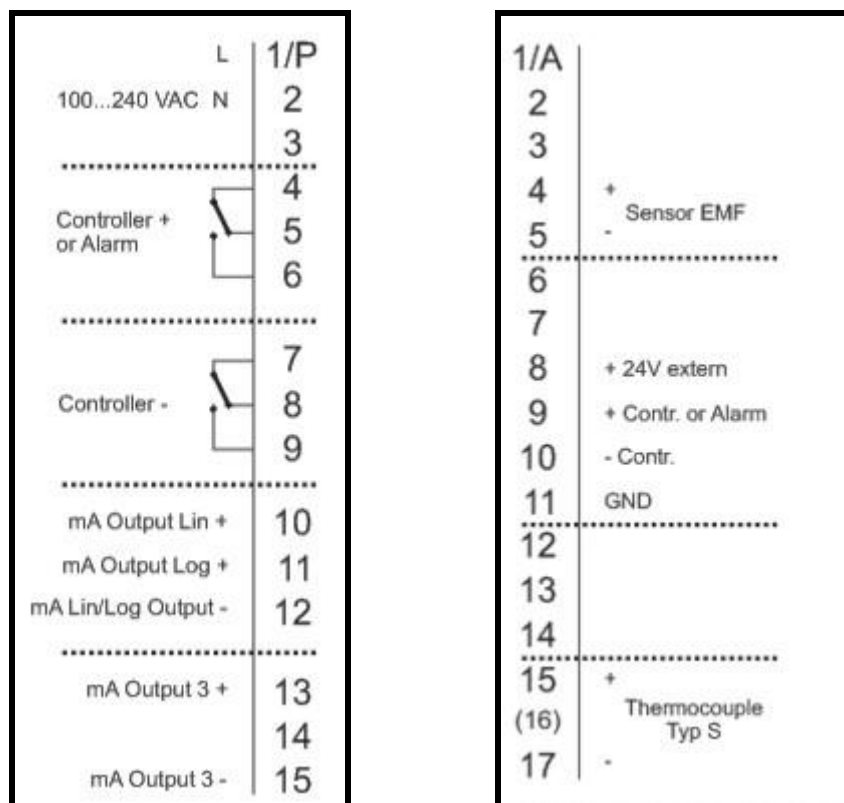 L 1/P
100...240 VAC N 2
3
4
Controller + 5
or Alarm
6
7
Controller - 8
9
mA Output Lin + 10
mA Output Log + 11
mA Lin/Log Output - 12
mA Output 3 + 13
14
mA Output 3 - 15
1/A
2
3
4 +
Sensor EMF
5 -
6
7
8 + 24V extern
9 + Contr. or Alarm
10 - Contr.
11 GND
12
13
14
15 +
(16) Thermocouple
Typ S
17 -